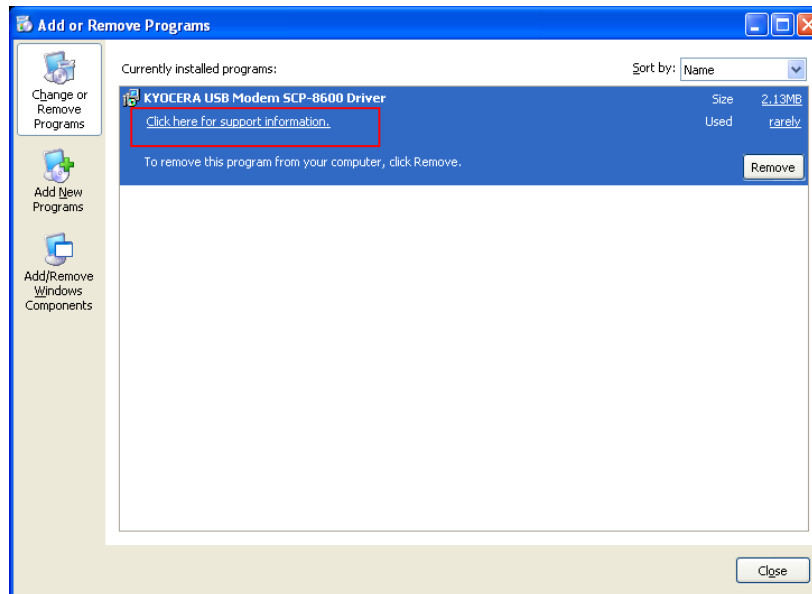 Add or Remove Programs
Change or
Remove
Programs
Add New
Programs
Add/Remove
Windows
Components
Currently installed programs:
Sort by: Name
KYOCERA USB Modem SCP-8600 Driver
Size 2.13MB
Click here for support information.
Used rarely
To remove this program from your computer, click Remove.
Remove
Close